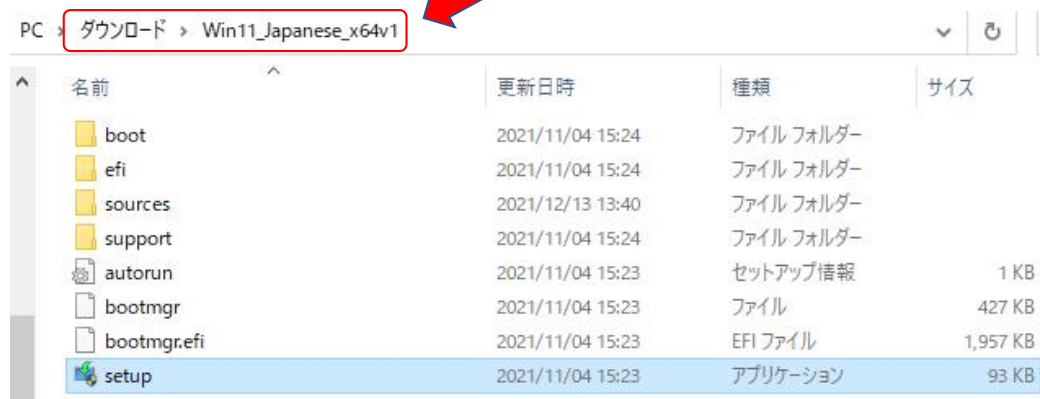 PC › ダウンロード › Win11_Japanese_x64v1
名前 更新日時 種類 サイズ
boot 2021/11/04 15:24 ファイル フォルダー
efi 2021/11/04 15:24 ファイル フォルダー
sources 2021/12/13 13:40 ファイル フォルダー
support 2021/11/04 15:24 ファイル フォルダー
autorun 2021/11/04 15:23 セットアップ情報 1 KB
bootmgr 2021/11/04 15:23 ファイル 427 KB
bootmgr.efi 2021/11/04 15:23 EFI ファイル 1,957 KB
setup 2021/11/04 15:23 アプリケーション 93 KB